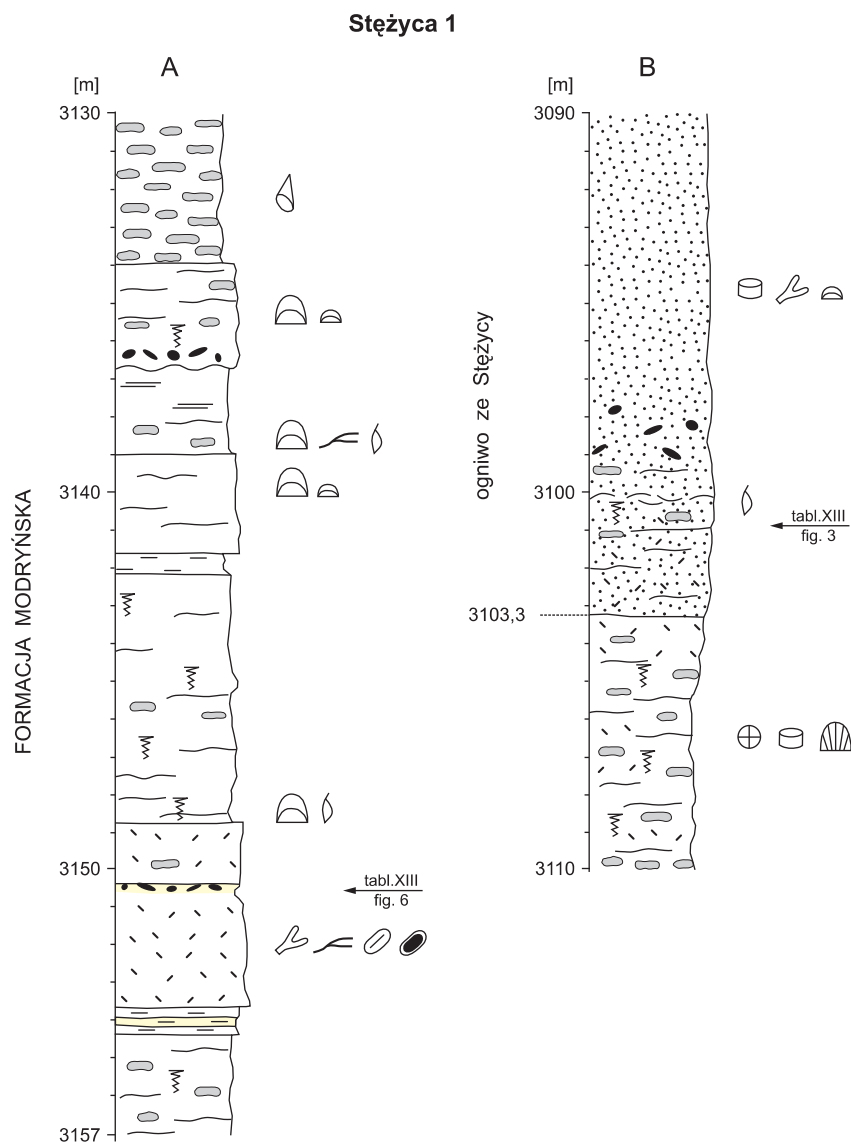 Stężyca 1
A
[m]
3130
3140
3150
3157
FORMACJA MODRYŃSKA
tabl.XIII
fig. 6
B
[m]
3090
3100
3103,3
3110
ogniwo ze Stężycy
tabl.XIII
fig. 3